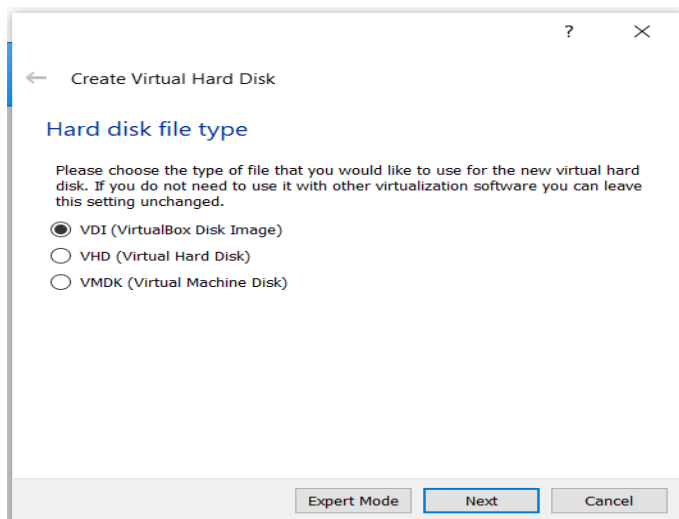 ?
Create Virtual Hard Disk
Hard disk file type
Please choose the type of file that you would like to use for the new virtual hard
disk. If you do not need to use it with other virtualization software you can leave
this setting unchanged.
VDI (VirtualBox Disk Image)
VHD (Virtual Hard Disk)
VMDK (Virtual Machine Disk)
Expert Mode Next Cancel